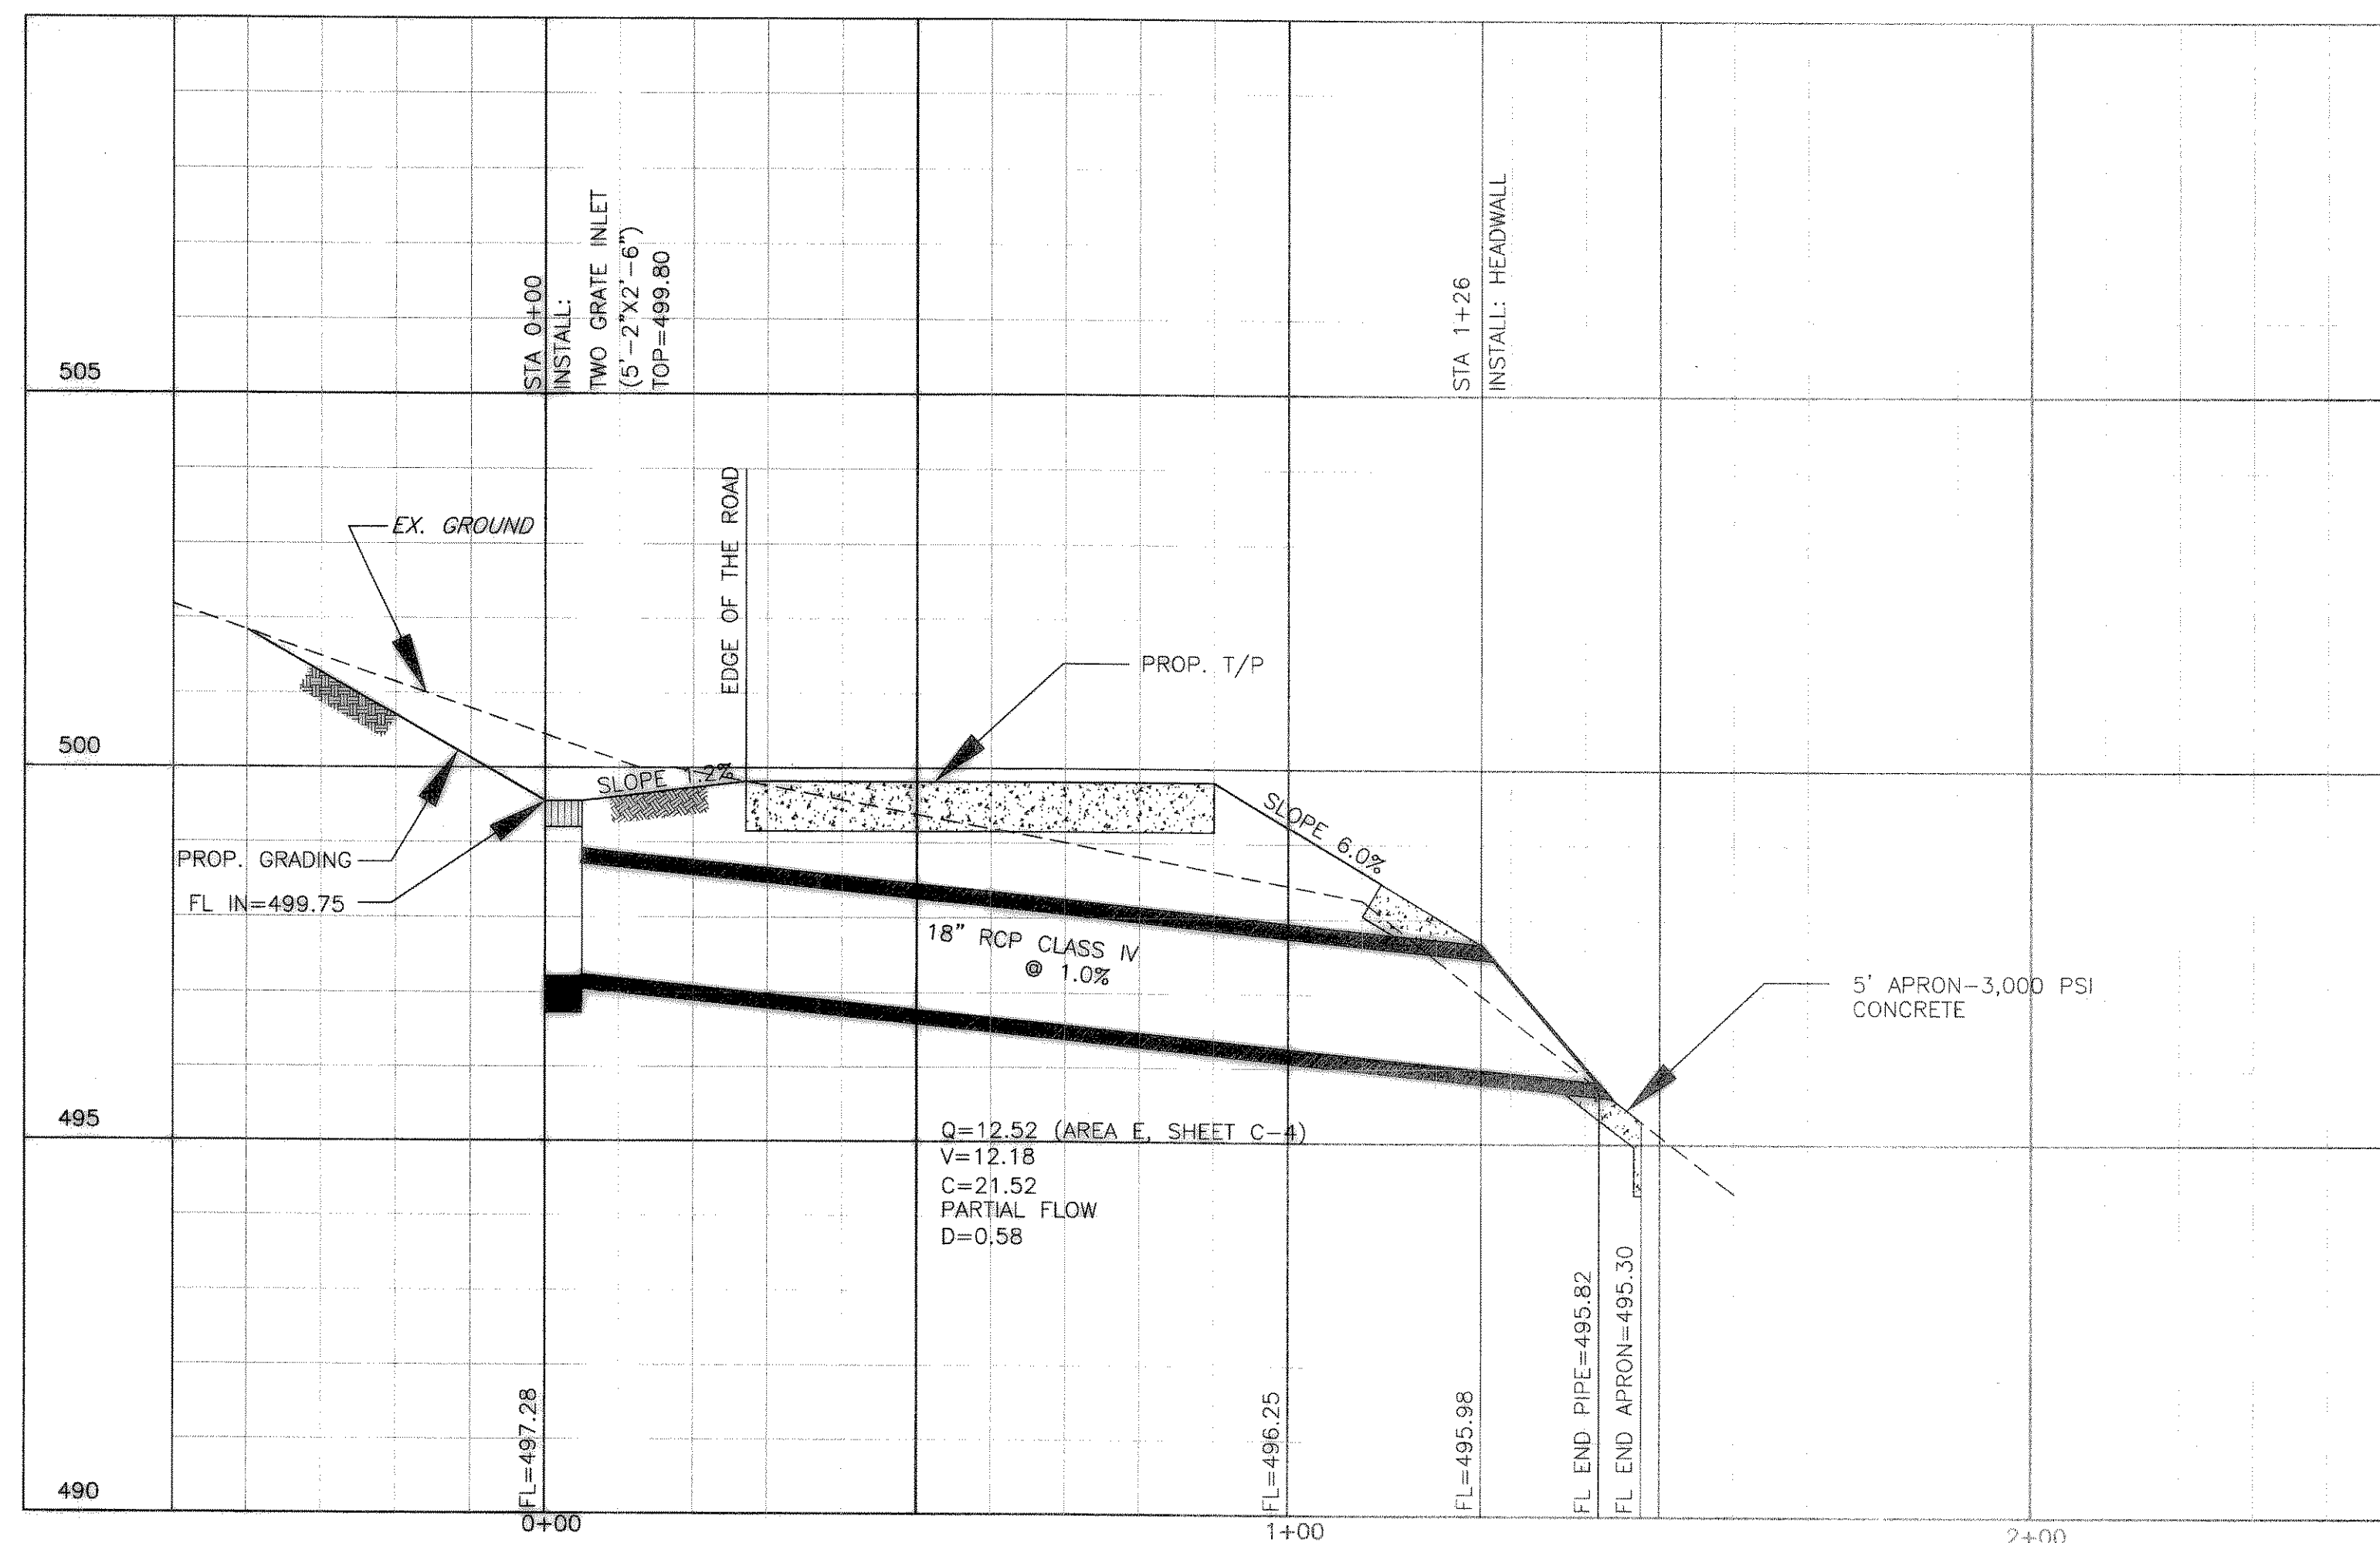 STA 0+00
INSTALL:
TWO GRATE INLET
(5'-2"X2'-6")
TOP=499.80
STA 1+26
INSTALL: HEADWALL
505
EX. GROUND
EDGE OF THE ROAD
PROP. T/P
500
SLOPE 1.2%
SLOPE 6.0%
PROP. GRADING
FL IN=499.75
18" RCP CLASS IV
@ 1.0%
5' APRON-3,000 PSI
CONCRETE
495
Q=12.52 (AREA E, SHEET C-4)
V=12.18
C=21.52
PARTIAL FLOW
D=0.58
FL=497.28
FL=496.25
FL=495.98
FL END PIPE=495.82
FL END APRON=495.30
490
0+00
1+00
2+00